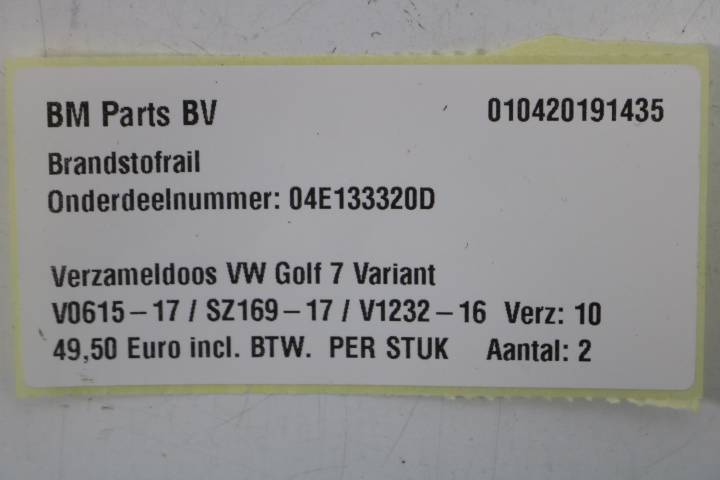 BM Parts BV 010420191435
Brandstofrail
Onderdeelnummer: 04E133320D
Verzameldoos VW Golf 7 Variant
V0615-17 / SZ169-17 / V1232-16 Verz: 10
49,50 Euro incl. BTW. PER STUK Aantal: 2